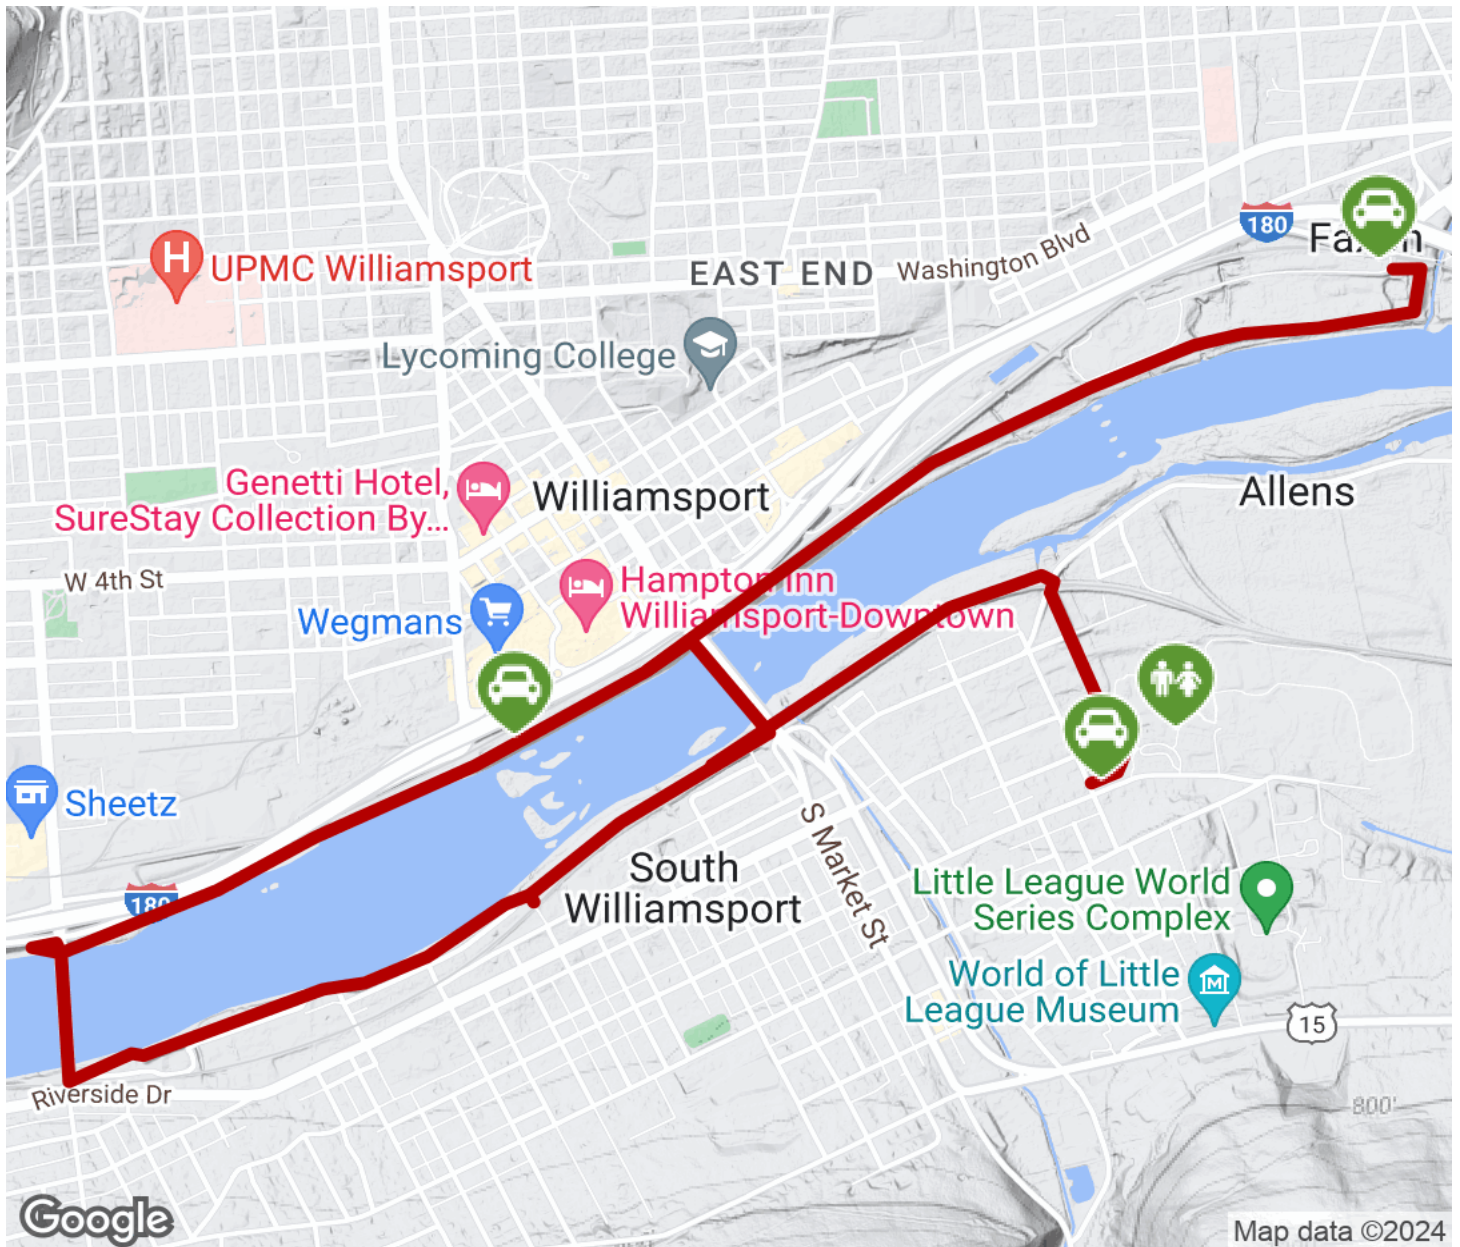 180
Faxon
Washington Blvd
EAST END
H
UPMC Williamsport
Lycoming College
Genetti Hotel,
SureStay Collection By...
Williamsport
Allens
W 4th St
Hampton Inn
Williamsport-Downtown
Wegmans
Sheetz
S Market St
South
Williamsport
Little League World
Series Complex
180
World of Little
League Museum
M
15
Riverside Dr
800'
Google
Map data ©2024